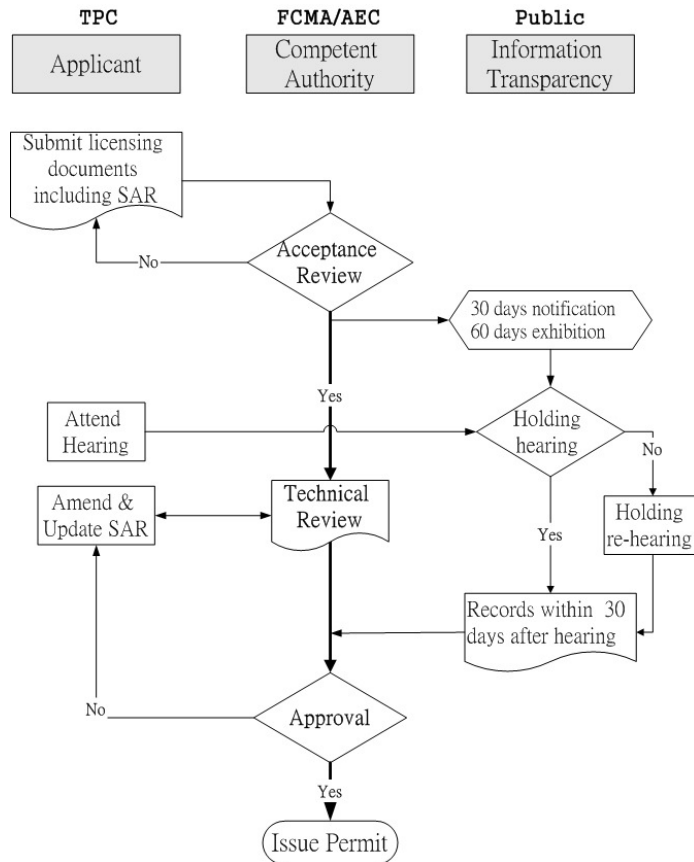 TPC
FCMA/AEC
Public
Applicant
Competent
Authority
Information
Transparency
Submit licensing
documents
including SAR
No
Acceptance
Review
30 days notification
60 days exhibition
Yes
Attend
Hearing
Holding
hearing
No
Amend &
Update SAR
Technical
Review
Yes
Holding
re-hearing
Records within 30
days after hearing
No
Approval
Yes
Issue Permit